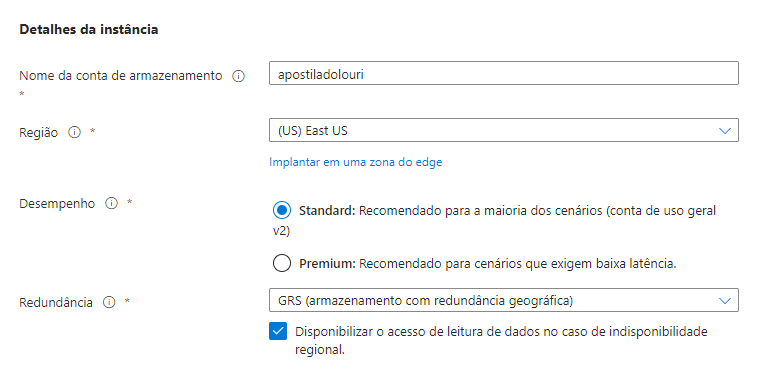 Detalhes da instância
Nome da conta de armazenamento
*
apostiladolouri
Região *
(US) East US
Implantar em uma zona do edge
Desempenho *
Standard: Recomendado para a maioria dos cenários (conta de uso geral
v2)
Premium: Recomendado para cenários que exigem baixa latência.
Redundância *
GRS (armazenamento com redundância geográfica)
Disponibilizar o acesso de leitura de dados no caso de indisponibilidade
regional.